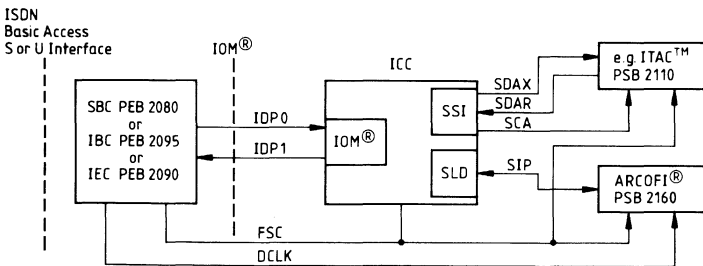 ISDN
Basic Access
S or U Interface
IOM®
ICC
SBC PEB 2080
or
IBC PEB 2095
or
IEC PEB 2090
IDP0
IDP1
IOM®
SSI
SLD
SDAX
SDAR
SCA
SIP
e.g. ITAC™
PSB 2110
ARCOFI®
PSB 2160
FSC
DCLK